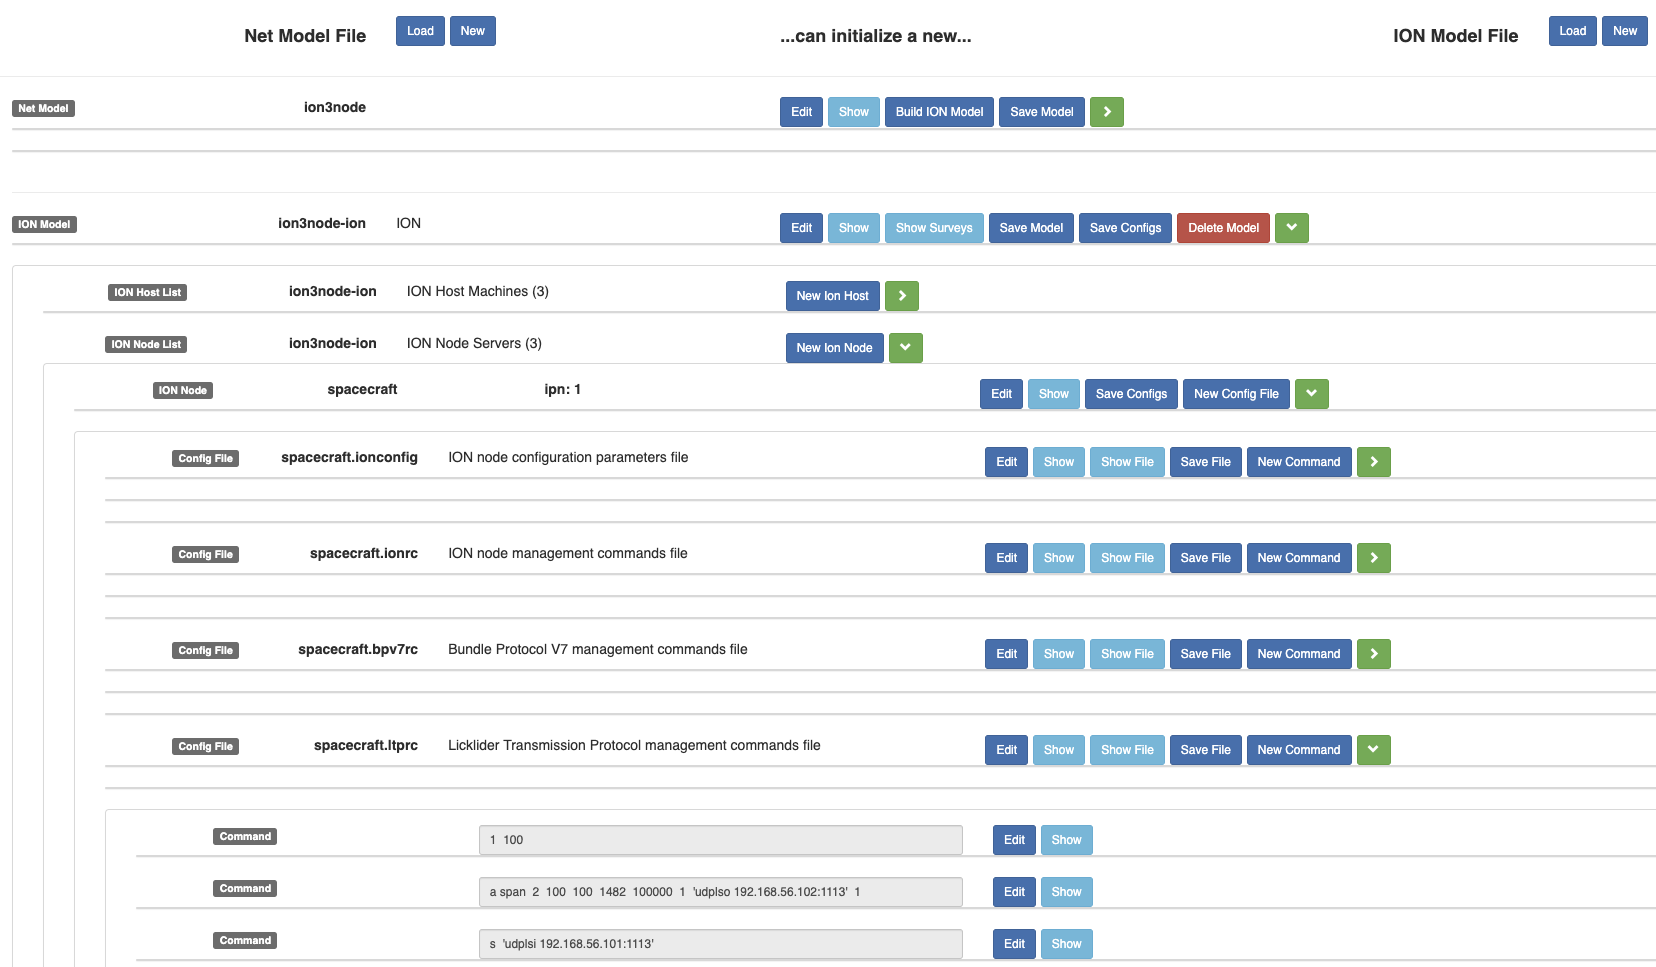 Net Model File Load New ...can initialize a new... ION Model File Load New
Net Model ion3node Edit Show Build ION Model Save Model
ION Model ion3node-ion ION Edit Show Show Surveys Save Model Save Configs Delete Model
ION Host List ion3node-ion ION Host Machines (3) New Ion Host
ION Node List ion3node-ion ION Node Servers (3) New Ion Node
ION Node spacecraft ipn: 1 Edit Show Save Configs New Config File
Config File spacecraft.ionconfig ION node configuration parameters file Edit Show Show File Save File New Command
Config File spacecraft.ionrc ION node management commands file Edit Show Show File Save File New Command
Config File spacecraft.bpv7rc Bundle Protocol V7 management commands file Edit Show Show File Save File New Command
Config File spacecraft.ltprc Licklider Transmission Protocol management commands file Edit Show Show File Save File New Command
Command 1 100 Edit Show
Command a span 2 100 100 1482 100000 1 'udplso 192.168.56.102:1113' 1 Edit Show
Command s 'udplsi 192.168.56.101:1113' Edit Show